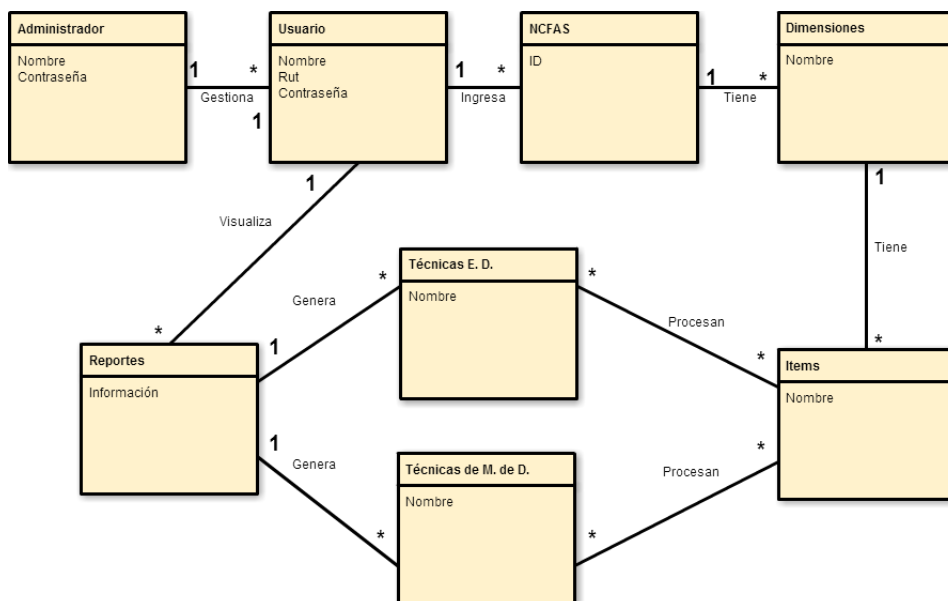 Administrador
Nombre
Contraseña
1
*
Gestiona
1
Usuario
Nombre
Rut
Contraseña
1
*
Ingresa
NCFAS
ID
1
*
Tiene
Dimensiones
Nombre
1
Visualiza
*
1
Tiene
*
Técnicas E. D.
Nombre
*
Genera
1
*
Procesan
*
Reportes
Información
Items
Nombre
1
Genera
*
Técnicas de M. de D.
Nombre
*
Procesan
*